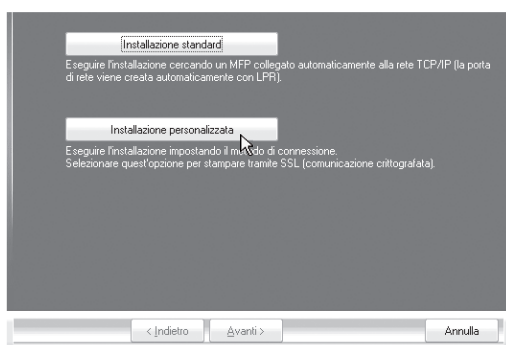 Installazione standard
Eseguire l'installazione cercando un MFP collegato automaticamente alla rete TCP/IP (la porta
di rete viene creata automaticamente con LPR).
Installazione personalizzata
Eseguire l'installazione impostando il metodo di connessione.
Selezionare quest'opzione per stampare tramite SSL (comunicazione crittografata).
< Indietro
Avanti >
Annulla